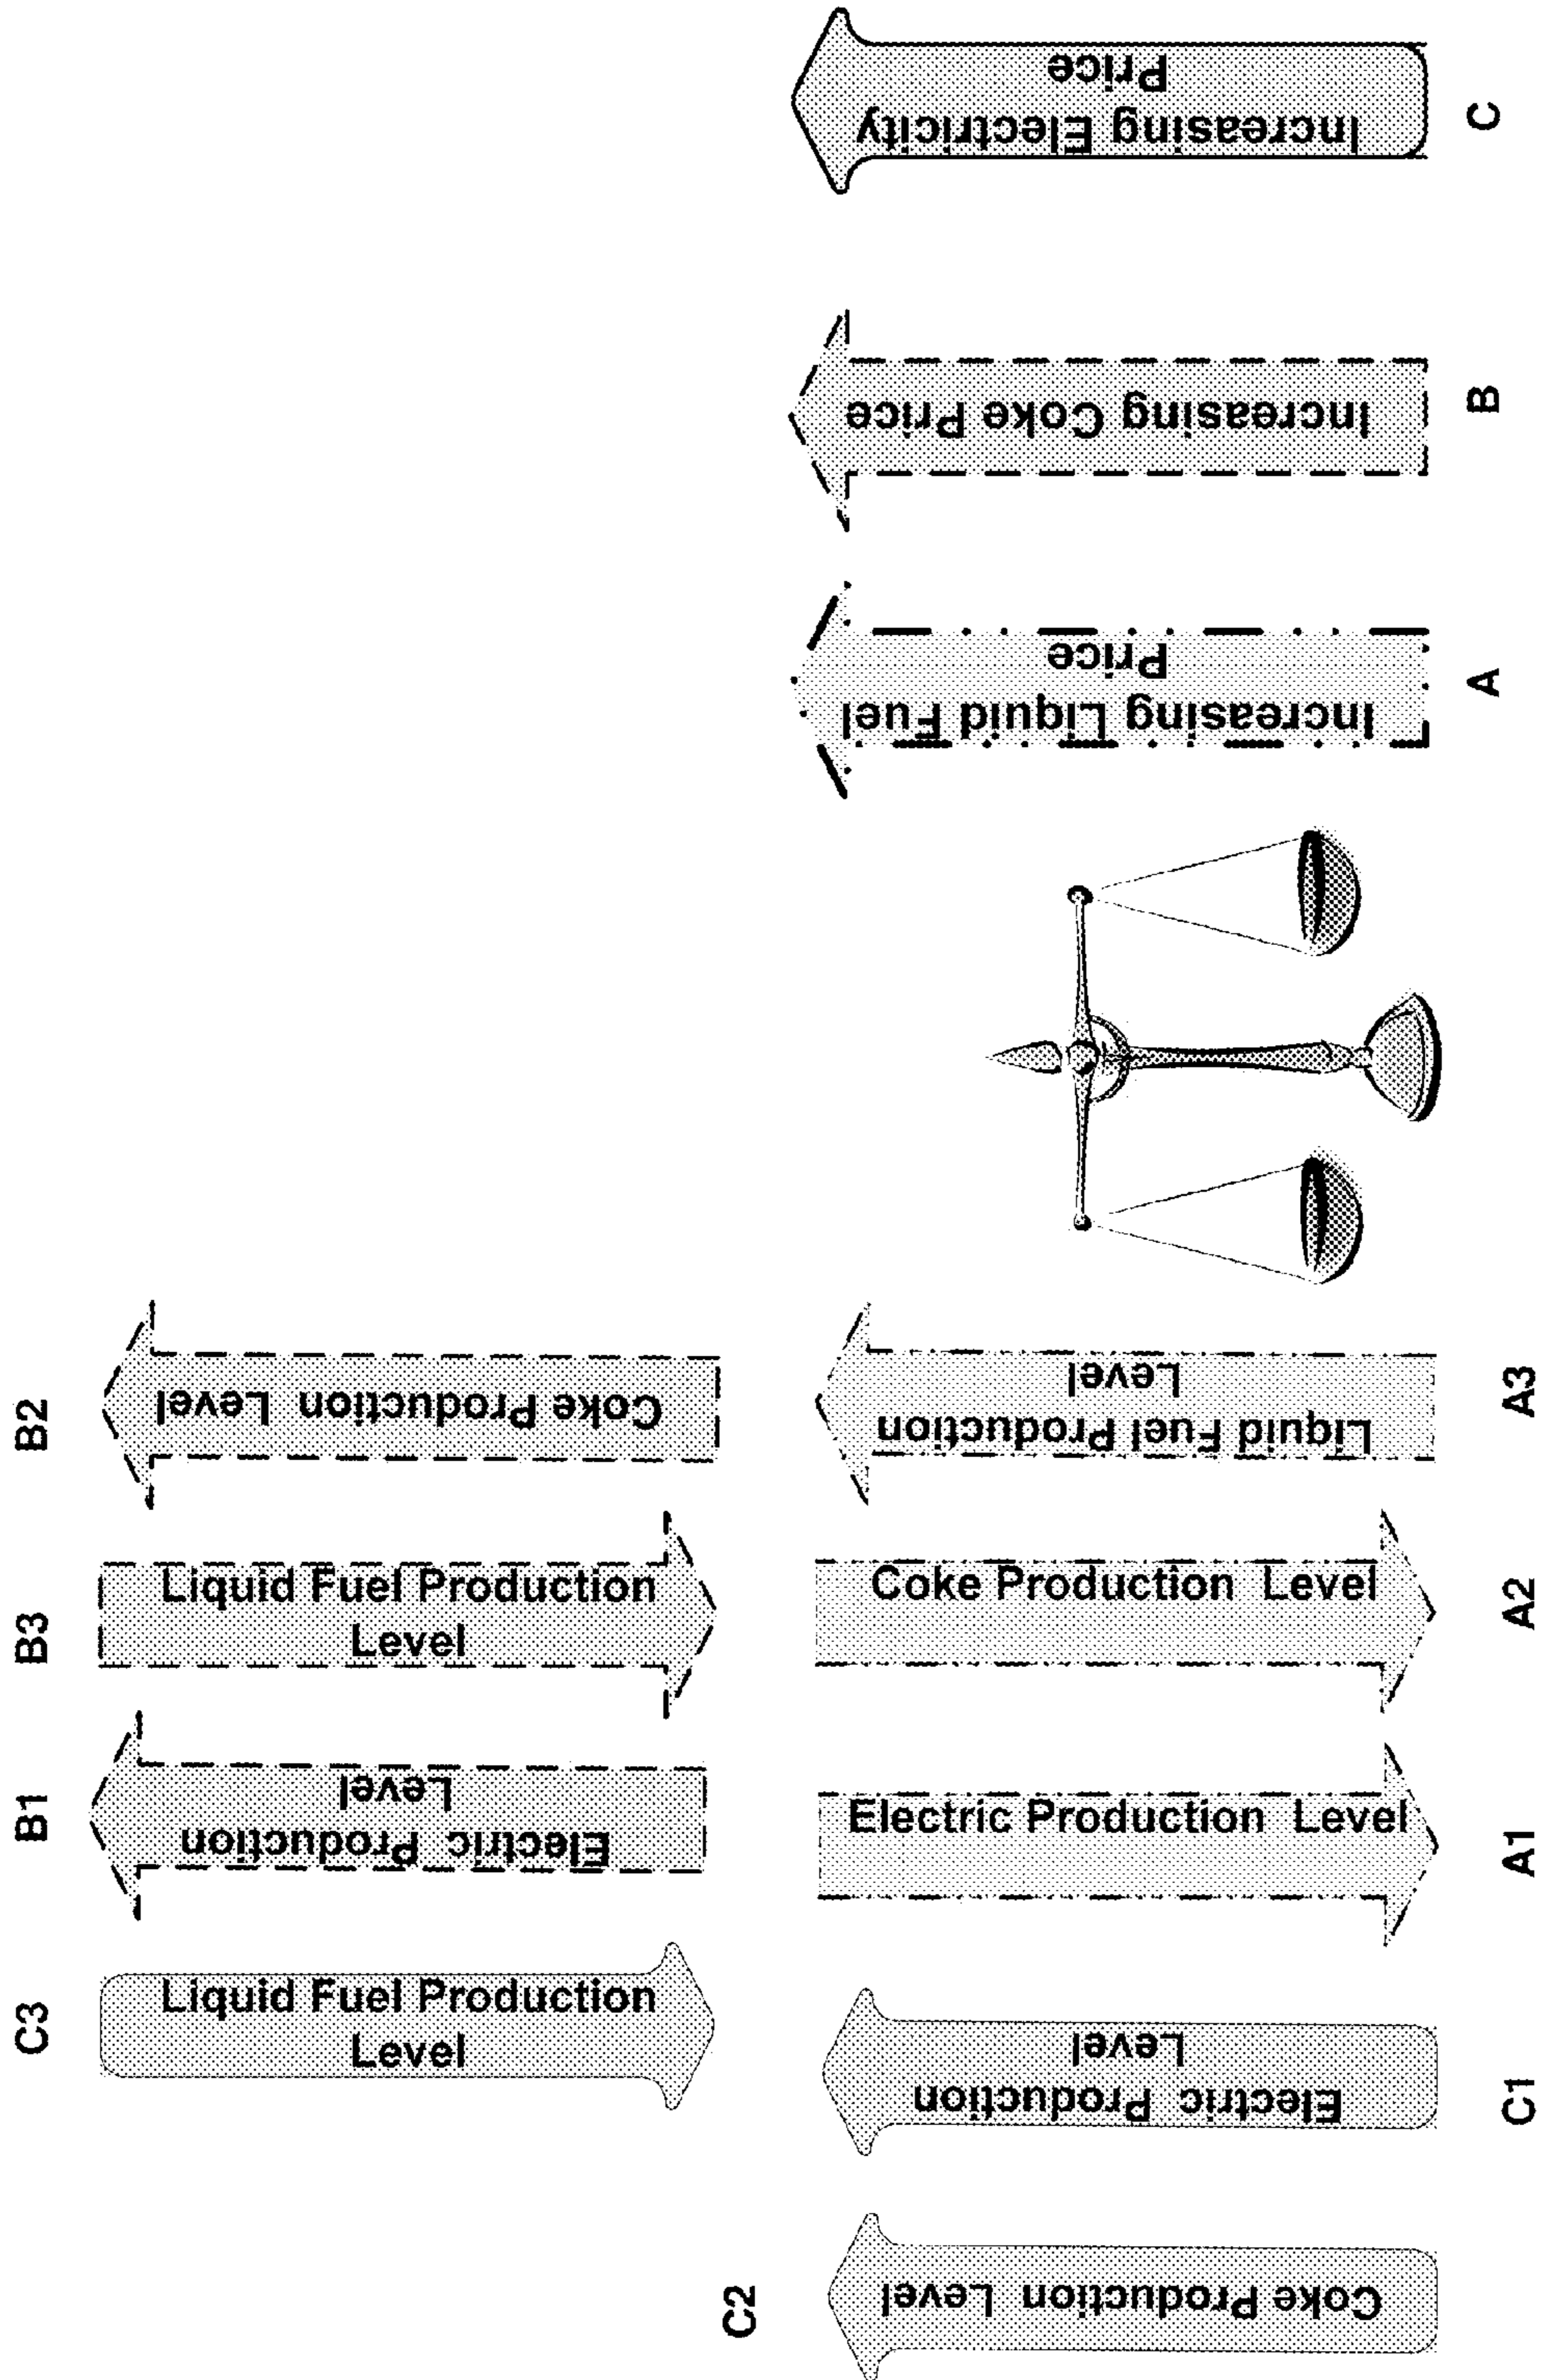 C
Increasing Electricity
Price
B
Increasing Coke Price
A
Increasing Liquid Fuel
Price
B2
Coke Production Level
A3
Liquid Fuel Production
Level
B3
Liquid Fuel Production
Level
A2
Coke Production Level
B1
Electric Production
Level
A1
Electric Production Level
C3
Liquid Fuel Production
Level
C1
Electric Production
Level
C2
Coke Production Level